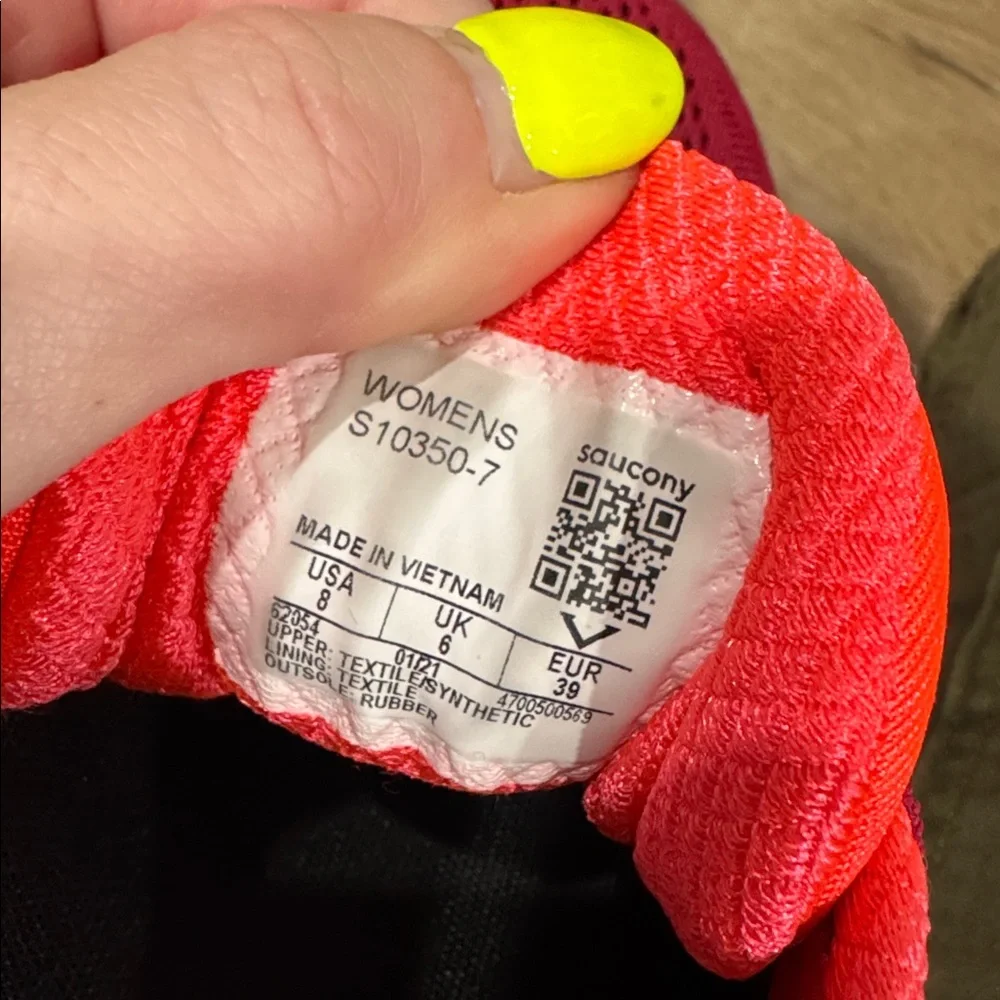 WOMENS
S10350-7
saucony
MADE IN VIETNAM
USA
8
UK
6
EUR
39
62054
01/21
4700500569
UPPER: TEXTILE/SYNTHETIC
LINING: TEXTILE
OUTSOLE: RUBBER